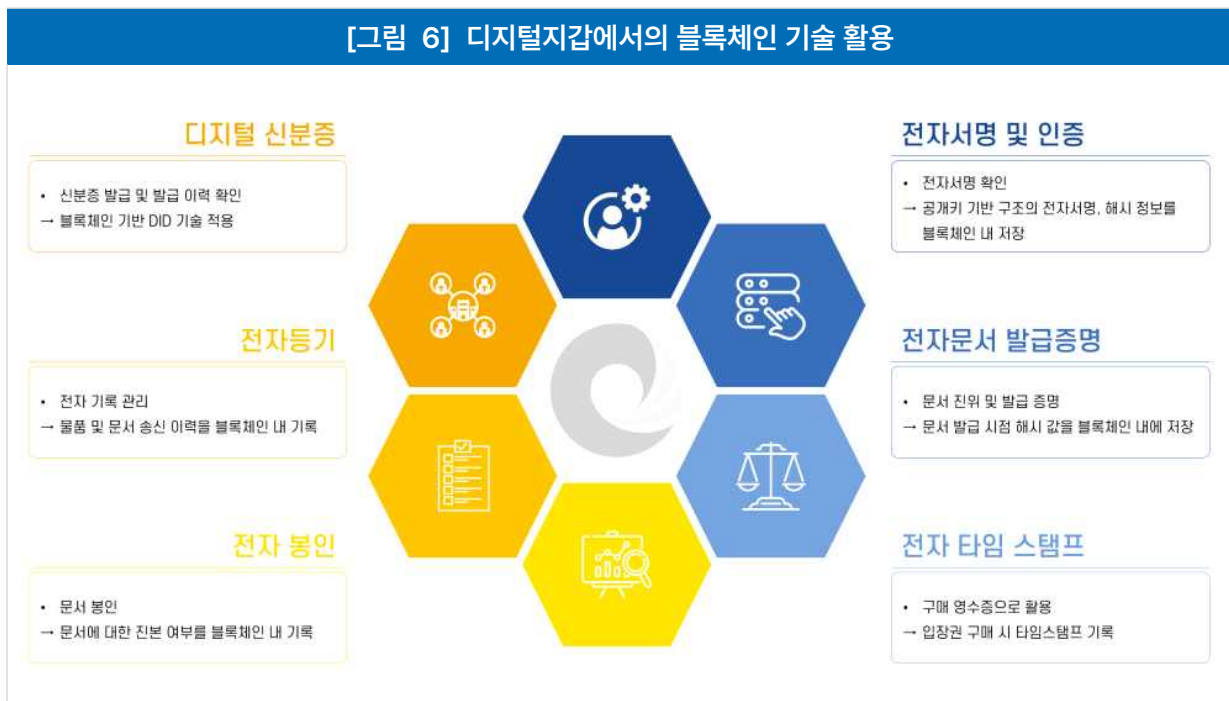 [그림 6] 디지털지갑에서의 블록체인 기술 활용
디지털 신분증
• 신분증 발급 및 발급 이력 확인
→ 블록체인 기반 DID 기술 적용
전자등기
• 전자 기록 관리
→ 물품 및 문서 송신 이력을 블록체인 내 기록
전자 봉인
• 문서 봉인
→ 문서에 대한 진본 여부를 블록체인 내 기록
전자서명 및 인증
• 전자서명 확인
→ 공개키 기반 구조의 전자서명, 해시 정보를
블록체인 내 저장
전자문서 발급증명
• 문서 진위 및 발급 증명
→ 문서 발급 시점 해시 값을 블록체인 내에 저장
전자 타임 스탬프
• 구매 영수증으로 활용
→ 입장권 구매 시 타임스탬프 기록